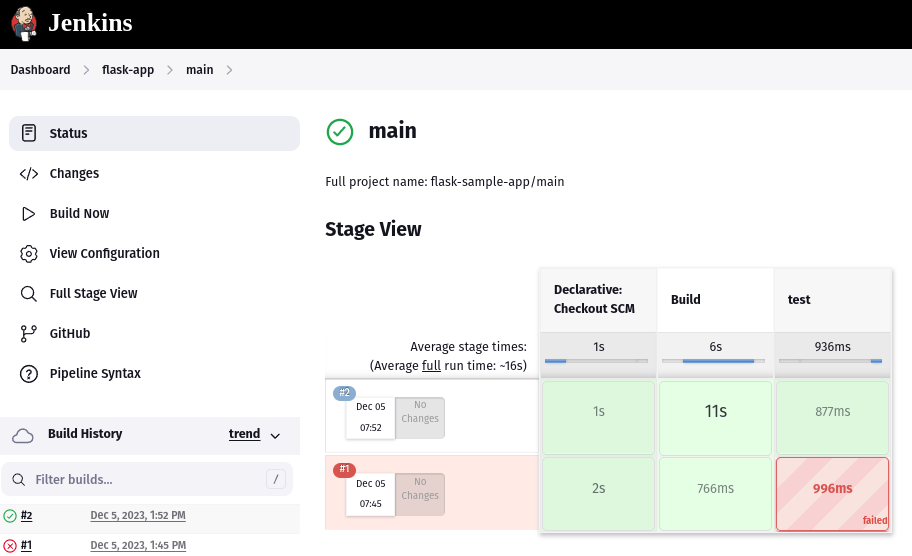 Jenkins
Dashboard > flask-app > main >
Status
Changes
Build Now
View Configuration
Full Stage View
GitHub
Pipeline Syntax
Build History
trend
Filter builds...
/
#2 Dec 5, 2023, 1:52 PM
#1 Dec 5, 2023, 1:45 PM
main
Full project name: flask-sample-app/main
Stage View
Declarative:
Checkout SCM
Build
test
Average stage times:
(Average full run time: ~16s)
1s
6s
936ms
#2
Dec 05
07:52
No
Changes
1s
11s
877ms
#1
Dec 05
07:45
No
Changes
2s
766ms
996ms
failed